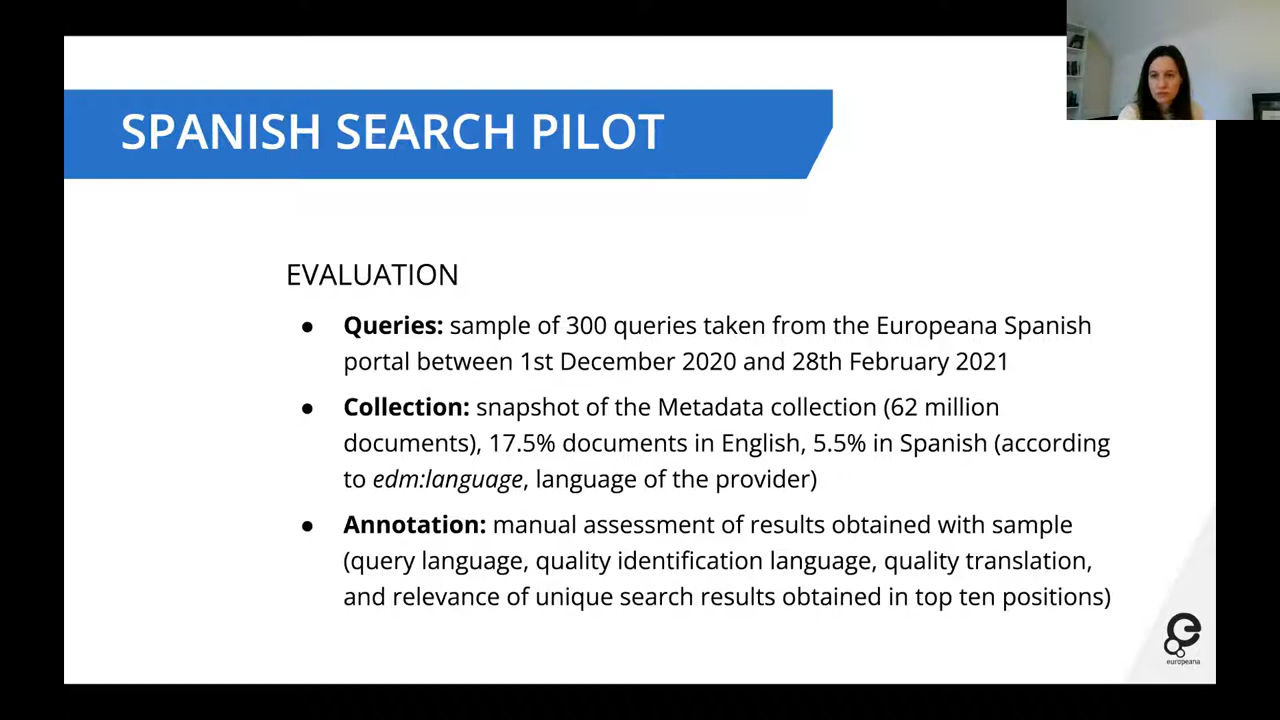 SPANISH SEARCH PILOT
EVALUATION
● Queries: sample of 300 queries taken from the Europeana Spanish
portal between 1st December 2020 and 28th February 2021
● Collection: snapshot of the Metadata collection (62 million
documents), 17.5% documents in English, 5.5% in Spanish (according
to edm:language, language of the provider)
● Annotation: manual assessment of results obtained with sample
(query language, quality identification language, quality translation,
and relevance of unique search results obtained in top ten positions)
europeana